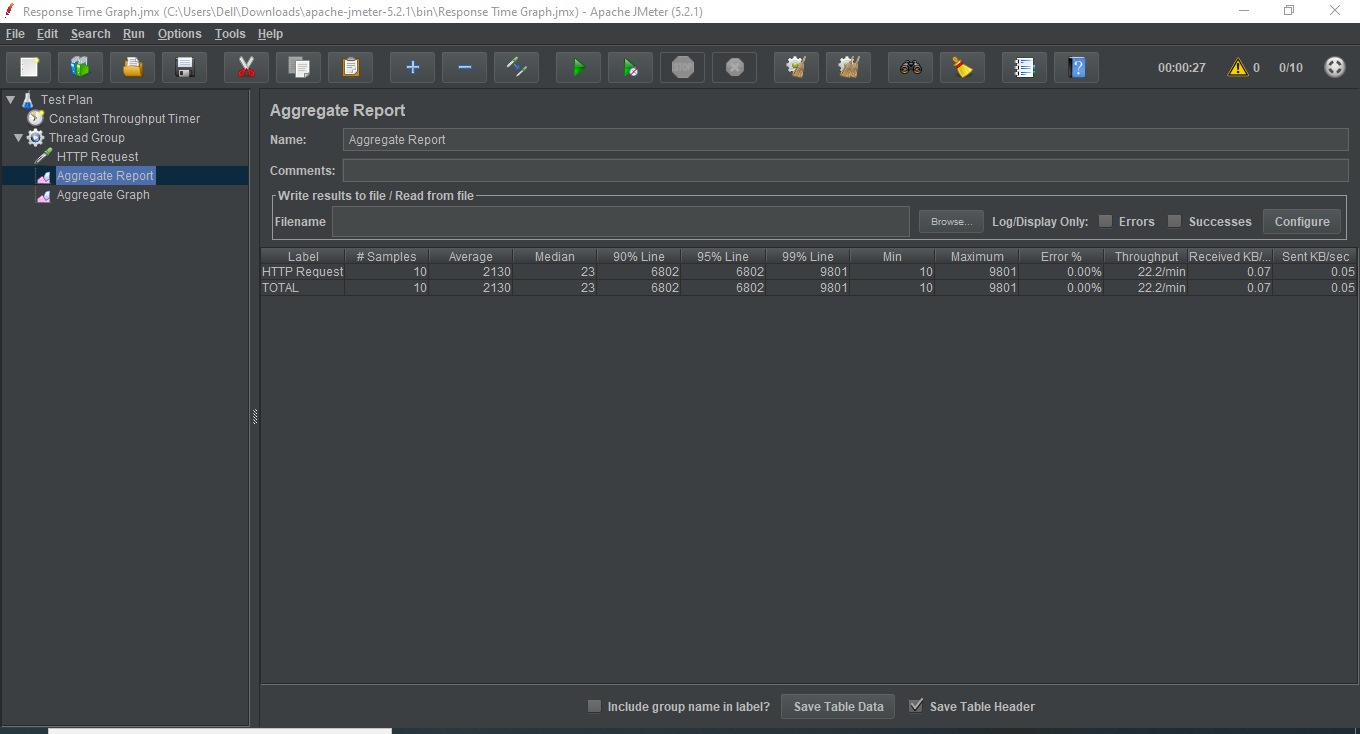 Response Time Graph.jmx (C:\Users\Dell\Downloads\apache-jmeter-5.2.1\bin\Response Time Graph.jmx) - Apache JMeter (5.2.1)
File Edit Search Run Options Tools Help
STOP 00:00:27 0 0/10
Test Plan
Constant Throughput Timer
Thread Group
HTTP Request
Aggregate Report
Aggregate Graph
Aggregate Report
Name: Aggregate Report
Comments:
Write results to file / Read from file
Filename Browse... Log/Display Only: Errors Successes Configure
Label # Samples Average Median 90% Line 95% Line 99% Line Min Maximum Error % Throughput Received KB/... Sent KB/sec
HTTP Request 10 2130 23 6802 6802 9801 10 9801 0.00% 22.2/min 0.07 0.05
TOTAL 10 2130 23 6802 6802 9801 10 9801 0.00% 22.2/min 0.07 0.05
Include group name in label? Save Table Data Save Table Header